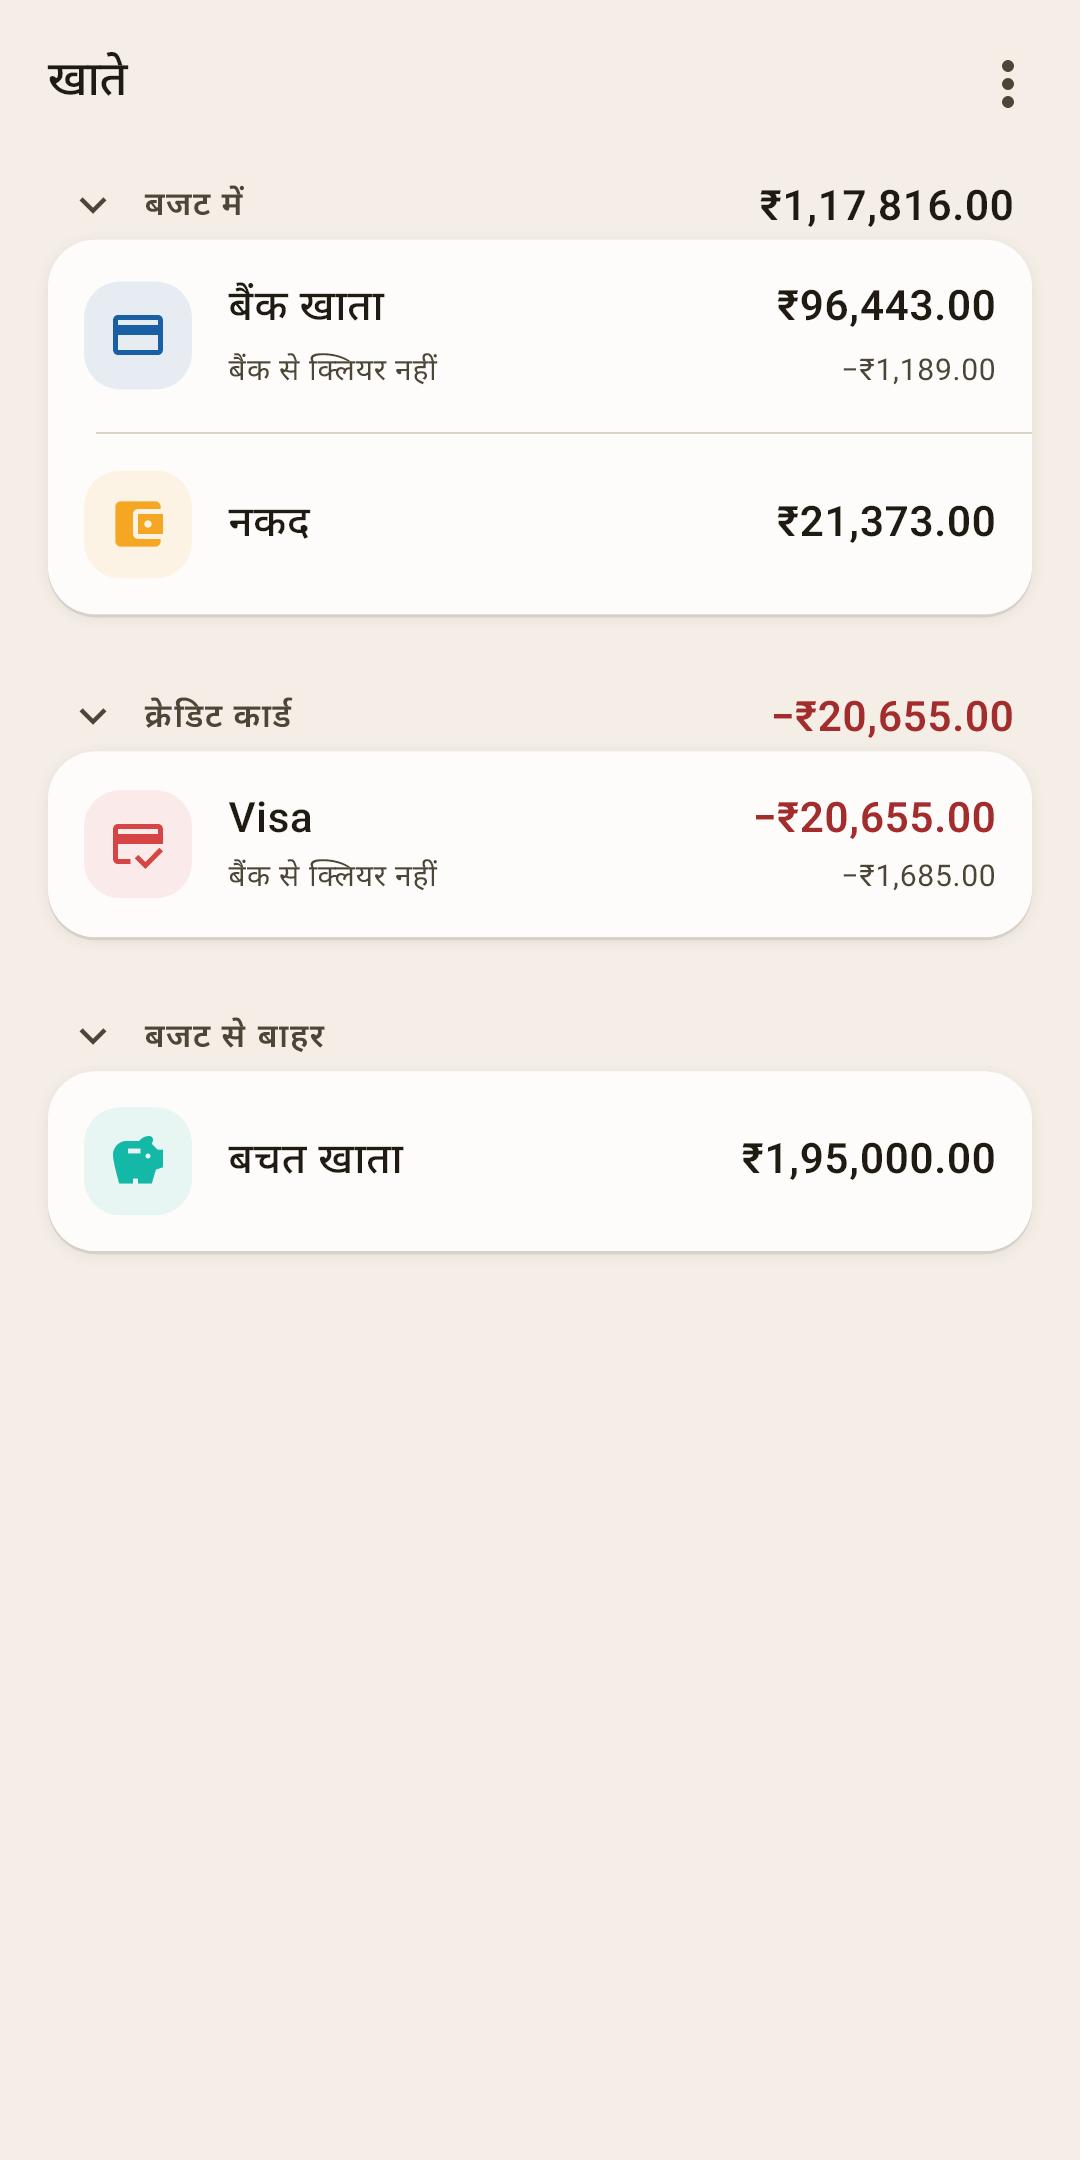 खाते
बजट में ₹1,17,816.00
बैंक खाता ₹96,443.00
बैंक से क्लियर नहीं −₹1,189.00
नकद ₹21,373.00
क्रेडिट कार्ड −₹20,655.00
Visa −₹20,655.00
बैंक से क्लियर नहीं −₹1,685.00
बजट से बाहर
बचत खाता ₹1,95,000.00